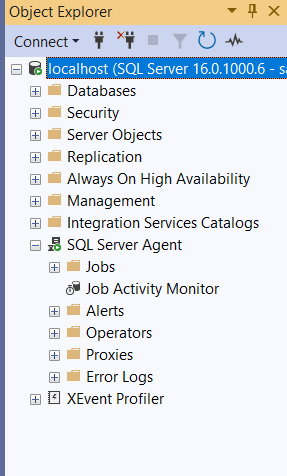 Object Explorer
Connect
localhost (SQL Server 16.0.1000.6 - sa
Databases
Security
Server Objects
Replication
Always On High Availability
Management
Integration Services Catalogs
SQL Server Agent
Jobs
Job Activity Monitor
Alerts
Operators
Proxies
Error Logs
XEvent Profiler